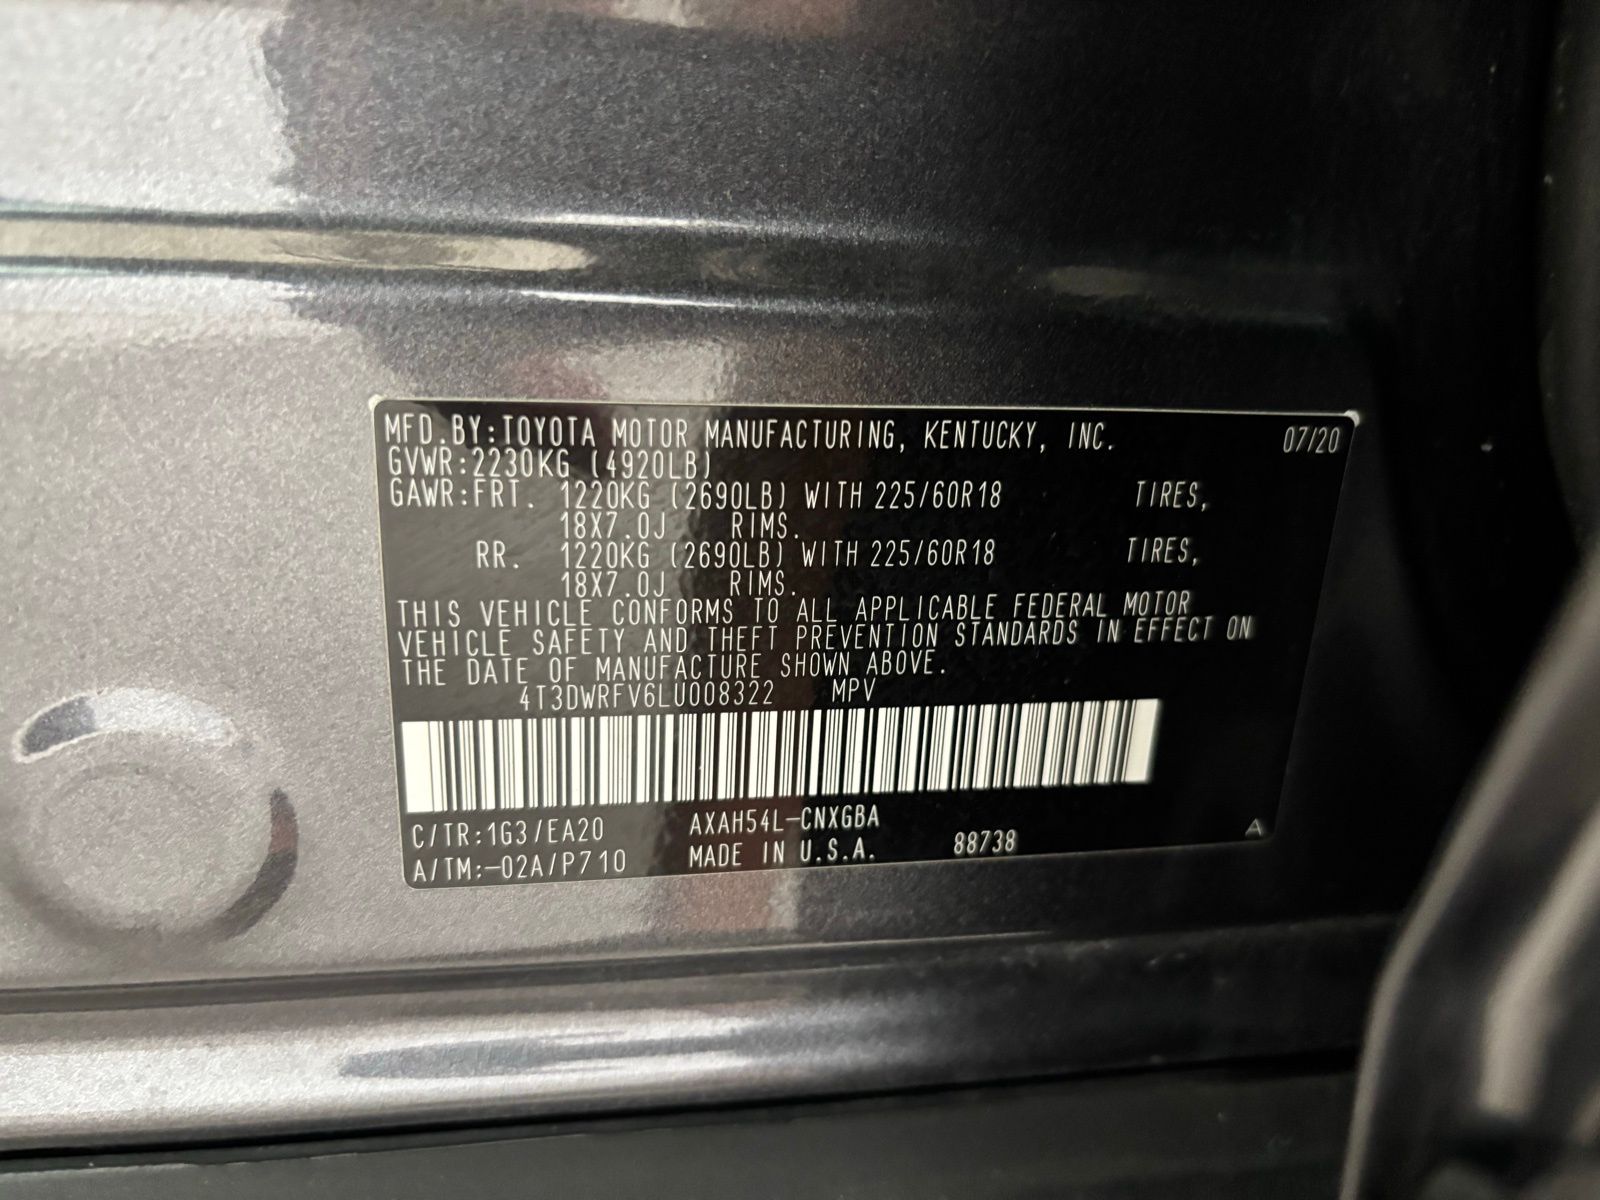 MFD.BY:TOYOTA MOTOR MANUFACTURING, KENTUCKY, INC. 07/20
GVWR:2230KG (4920LB)
GAWR:FRT. 1220KG (2690LB) WITH 225/60R18 TIRES,
18X7.0J RIMS.
RR. 1220KG (2690LB) WITH 225/60R18 TIRES,
18X7.0J RIMS.
THIS VEHICLE CONFORMS TO ALL APPLICABLE FEDERAL MOTOR
VEHICLE SAFETY AND THEFT PREVENTION STANDARDS IN EFFECT ON
THE DATE OF MANUFACTURE SHOWN ABOVE.
4T3DWRFV6LU008322 MPV
C/TR:1G3/EA20 AXAH54L-CNXGBA
A/TM:-02A/P710 MADE IN U.S.A. 88738 A